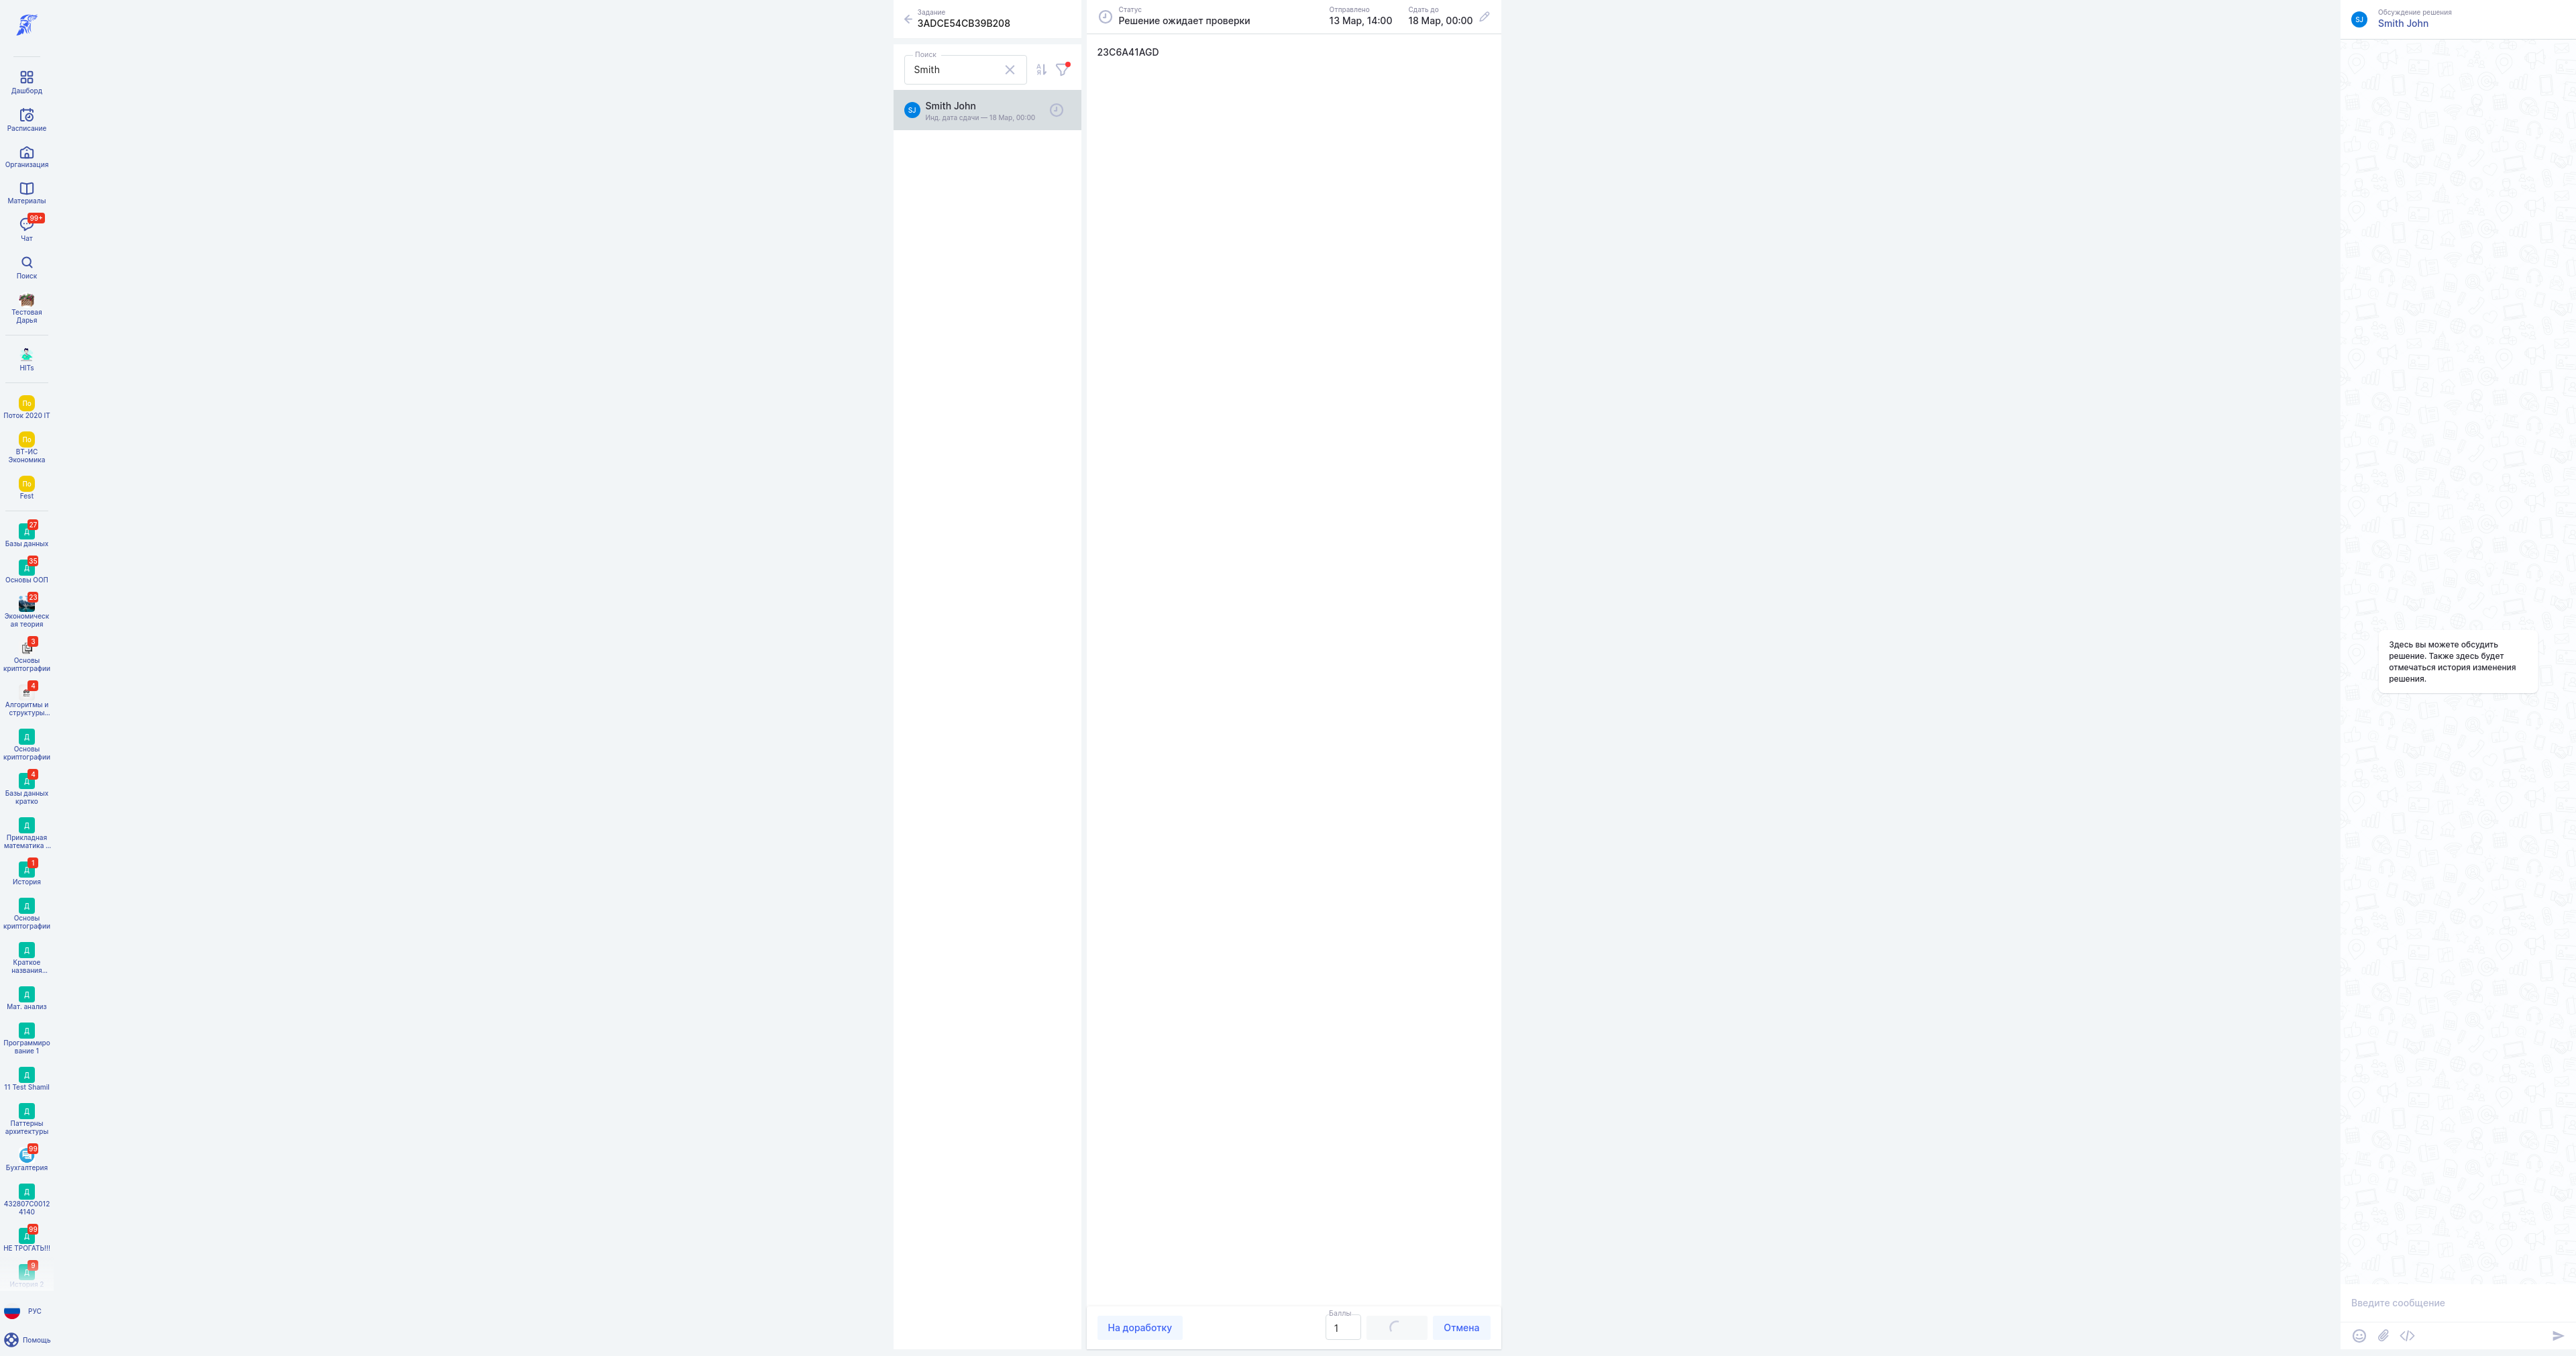 Дашборд
Расписание
Организация
Материалы
99+
Чат
Поиск
Тестовая
Дарья
HITs
По
Поток 2020 IT
По
ВТ-ИС
Экономика
По
Fest
27
Д
Базы данных
35
Д
Основы ООП
23
Экономическ
ая теория
3
Основы
криптографии
4
Алгоритмы и
структуры...
Д
Основы
криптографии
4
Д
Базы данных
кратко
Д
Прикладная
математика ...
1
Д
История
Д
Основы
криптографии
Д
Краткое
названия...
Д
Мат. анализ
Д
Программиро
вание 1
Д
11 Test Shamil
Д
Паттерны
архитектуры
99
Бухгалтерия
Д
432807C0012
4140
99
Д
НЕ ТРОГАТЬ!!!
9
Д
История 2
РУС
Помощь
Задание
3ADCE54CB39B208
Поиск
Smith
SJ
Smith John
Инд. дата сдачи — 18 Мар, 00:00
Статус
Решение ожидает проверки
Отправлено
13 Мар, 14:00
Сдать до
18 Мар, 00:00
23C6A41AGD
На доработку
Баллы
1
Отмена
SJ
Обсуждение решения
Smith John
Здесь вы можете обсудить
решение. Также здесь будет
отмечаться история изменения
решения.
Введите сообщение